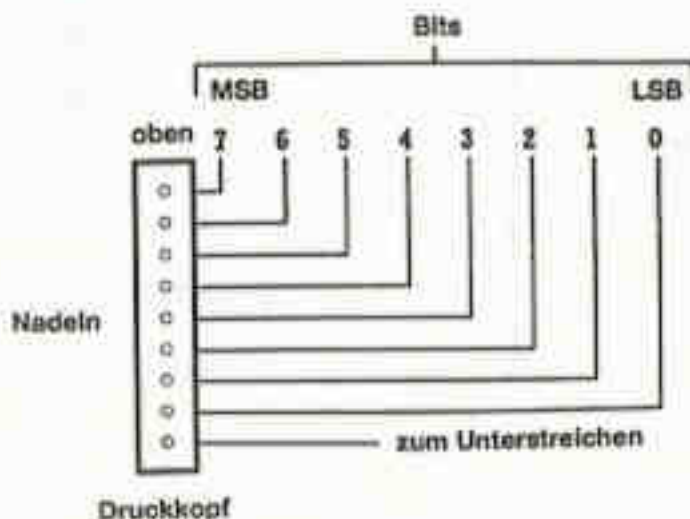 Bits
MSB LSB
oben 7 6 5 4 3 2 1 0
Nadeln
zum Unterstreichen
Druckkopf